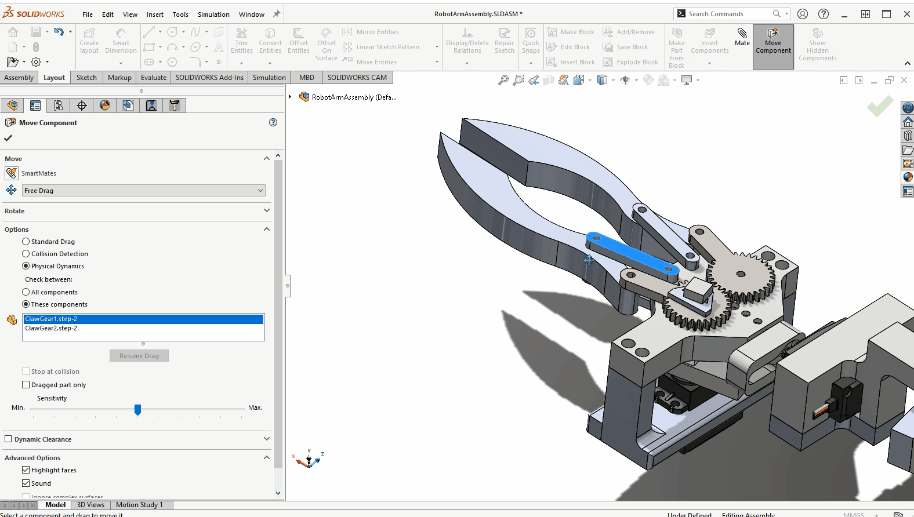 SOLIDWORKS File Edit View Insert Tools Simulation Window RobotArmAssembly.SLDASM * Search Commands
Create layout Smart Dimension Trim Entities Convert Entities Offset Entities Offset On Surface Mirror Entities Linear Sketch Pattern Move Entities Display/Delete Relations Repair Sketch Quick Snaps Make Block Edit Block Insert Block Add/Remove Save Block Explode Block Make Part from Block Insert Components Mate Move Component Show Hidden Components
Assembly Layout Sketch Markup Evaluate SOLIDWORKS Add-Ins Simulation MBD SOLIDWORKS CAM
RobotArmAssembly (Defa...
Move Component
Move
SmartMates
Free Drag
Rotate
Options
Standard Drag
Collision Detection
Physical Dynamics
Check between:
All components
These components
ClawGear1.step-2
ClawGear2.step-2
Resume Drag
Stop at collision
Dragged part only
Sensitivity
Min. Max.
Dynamic Clearance
Advanced Options
Highlight faces
Sound
Ignore complex surfaces
Model 3D Views Motion Study 1
Select a component and drag to move it Under Defined Editing Assembly MMGS